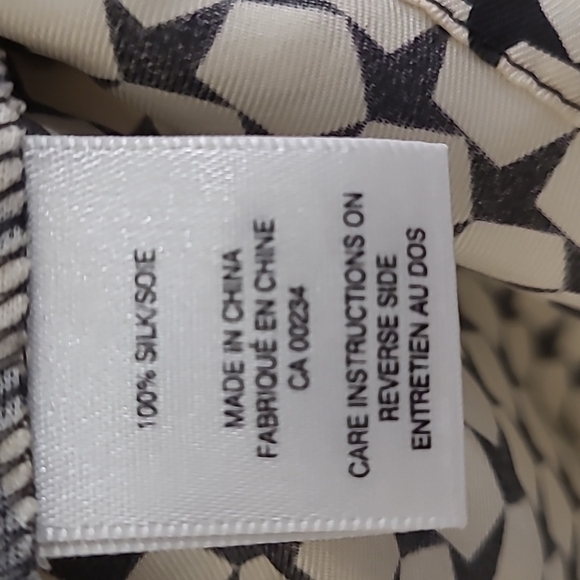 100% SILK/SOIE
MADE IN CHINA
FABRIQUÉ EN CHINE
CA 00234
CARE INSTRUCTIONS ON
REVERSE SIDE
ENTRETIEN AU DOS